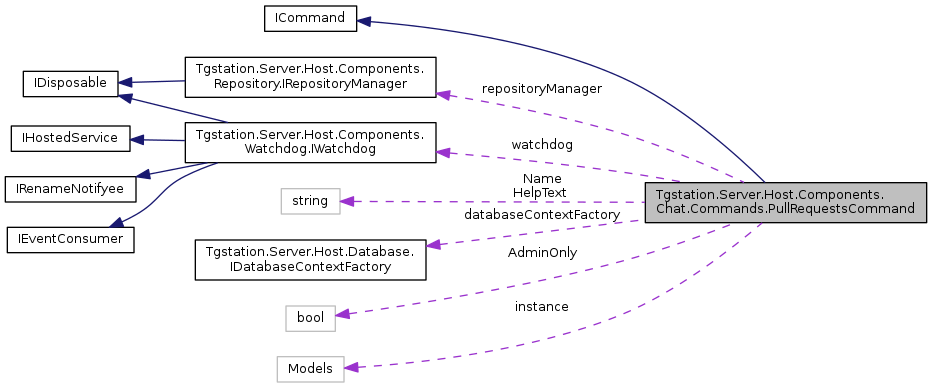 ICommand
Tgstation.Server.Host.Components.
Repository.IRepositoryManager
repositoryManager
IDisposable
IHostedService
Tgstation.Server.Host.Components.
Watchdog.IWatchdog
watchdog
IRenameNotifyee
Name
HelpText
string
Tgstation.Server.Host.Components.
Chat.Commands.PullRequestsCommand
databaseContextFactory
IEventConsumer
Tgstation.Server.Host.Database.
IDatabaseContextFactory
AdminOnly
bool
instance
Models